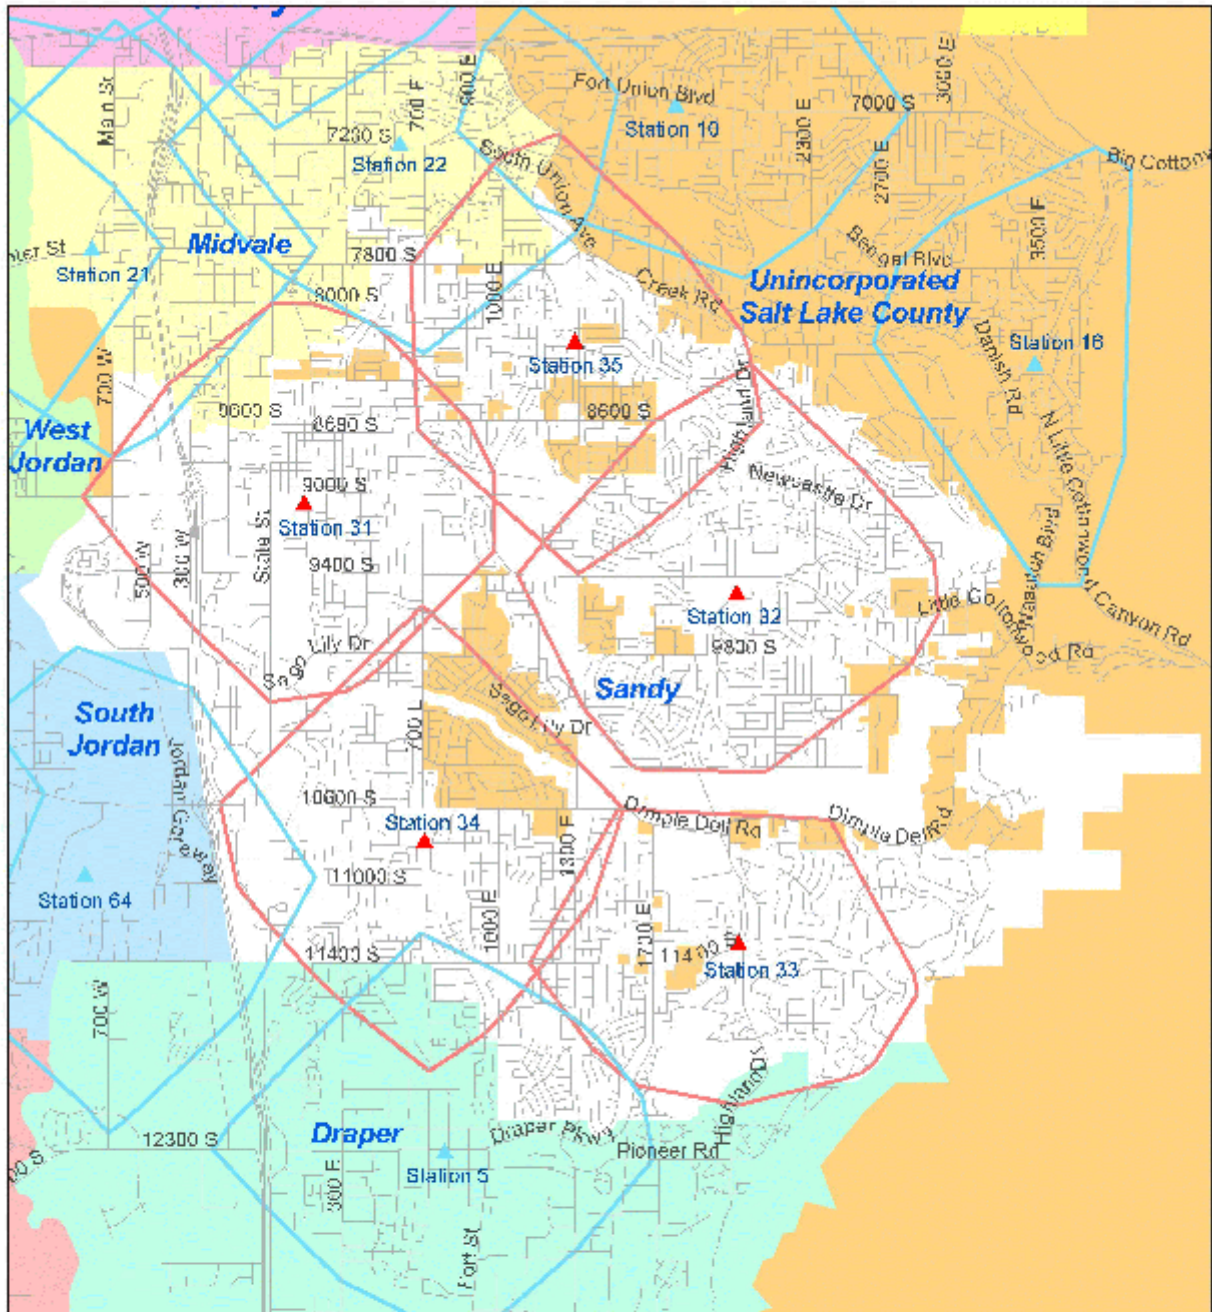 Fort Union Blvd
3000 E
Main St
700 E
900 E
7000 S
Station 10
2300 E
7200 S
Station 22
South Union Ave
2700 E
Big Cottonw
Midvale
3500 E
Station 21
7800 S
Bengal Blvd
1000 E
Creek Rd
Unincorporated
Salt Lake County
8000 S
Station 35
Danish Rd
Station 16
700 W
Highland Dr
8600 S
8600 S
8680 S
West
Jordan
N Little Cottonwood Canyon Rd
9000 S
Newcastle Dr
Station 31
State St
500 W
300 W
9400 S
Wasatch Blvd
Station 32
Little Cottonwood Rd
9800 S
Sego Lily Dr
Sandy
Sego Lily Dr
South
Jordan
700 E
Jordan Gateway
10600 S
Dimple Dell Rd
Dimple Dell Rd
Station 34
1300 E
11000 S
Station 64
1000 E
1700 E
11400 S
11400 S
Station 33
700 W
Highland Dr
12300 S
Draper
Draper Pkwy
Pioneer Rd
00 S
300 E
Station 5
Fort St